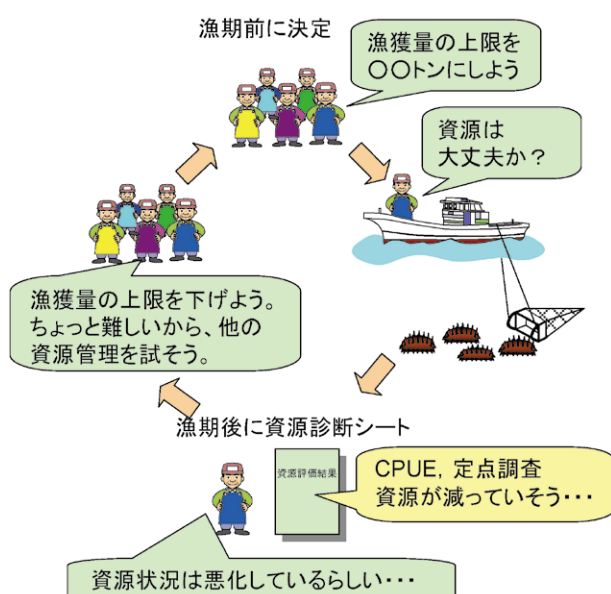 漁期前に決定
漁獲量の上限を
〇〇トンにしよう
資源は
大丈夫か？
漁獲量の上限を下げよう。
ちょっと難しいから、他の
資源管理を試そう。
漁期後に資源診断シート
資源評価結果
CPUE, 定点調査
資源が減っていそう・・・
資源状況は悪化しているらしい・・・